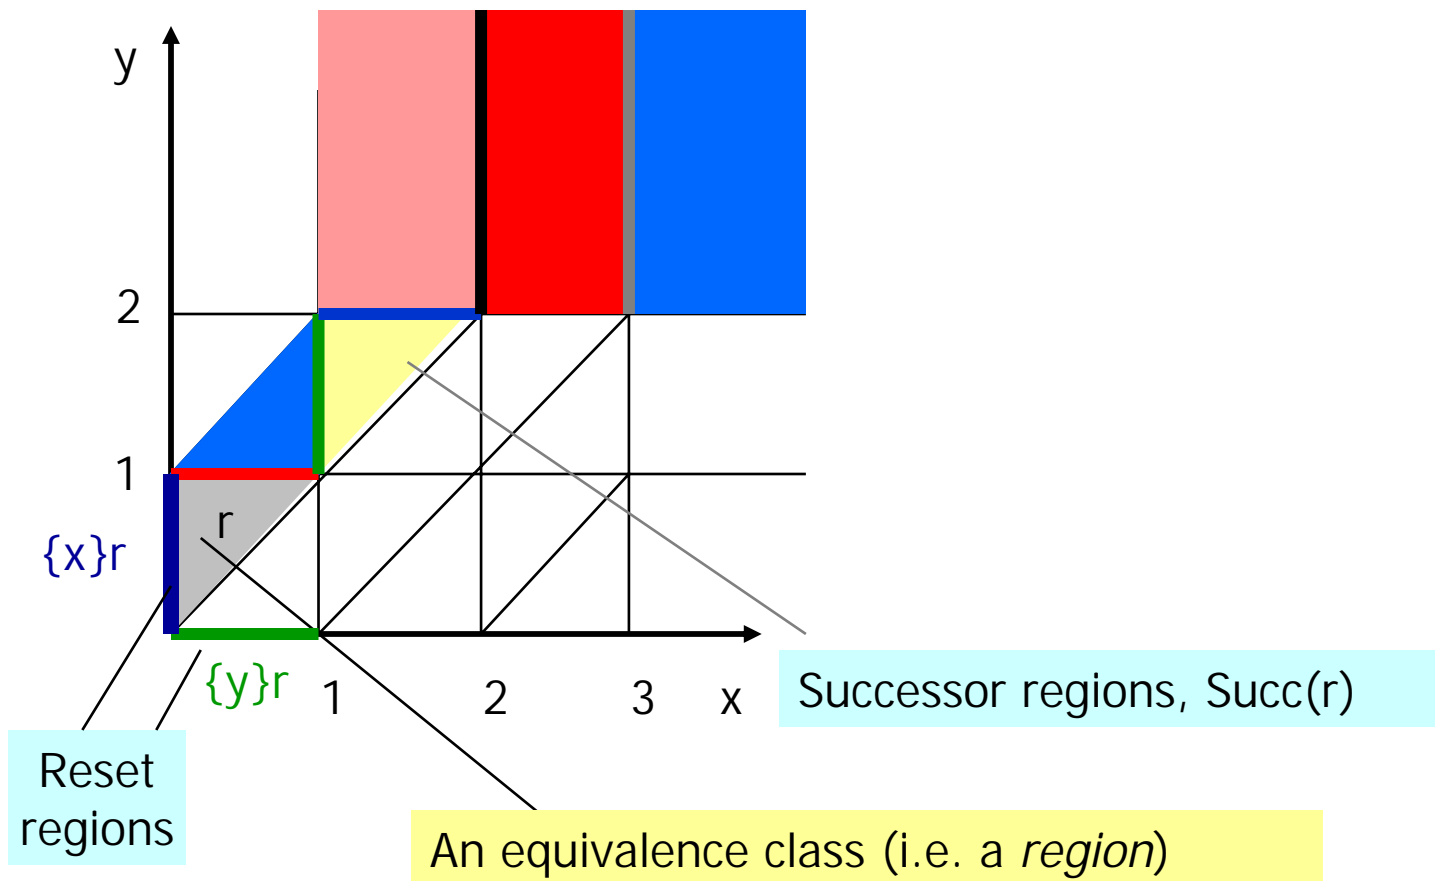 y
2
1
r
{x}r
{y}r
1 2 3 x
Successor regions, Succ(r)
Reset
regions
An equivalence class (i.e. a region)